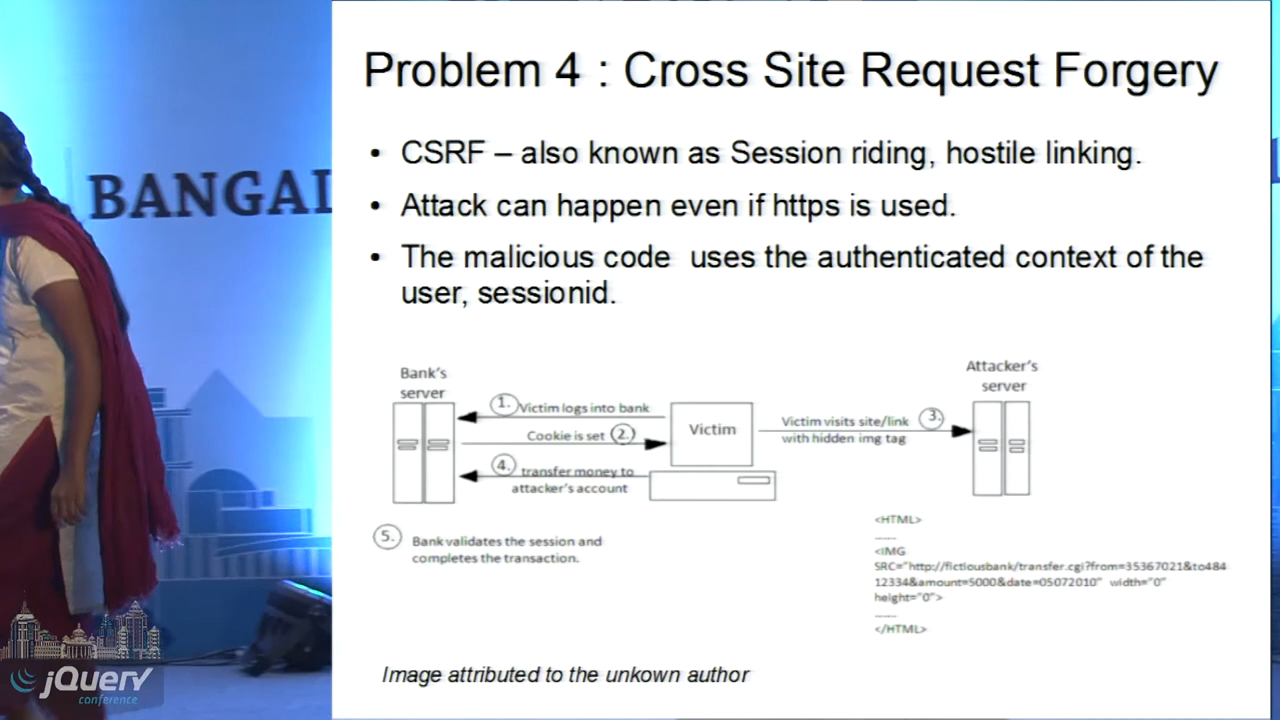 Problem 4 : Cross Site Request Forgery
• CSRF – also known as Session riding, hostile linking.
• Attack can happen even if https is used.
• The malicious code uses the authenticated context of the
user, sessionid.
BANGAL
Bank's
server
1.
Victim logs into bank
Cookie is set
2.
4.
transfer money to
attacker's account
Victim
Victim visits site/link
with hidden img tag
3.
Attacker's
server
5.
Bank validates the session and
completes the transaction.
<HTML>
......
<IMG
SRC="http://fictiousbank/transfer.cgi?from=35367021&to484
12334&amount=5000&date=05072010" width="0"
height="0">
......
</HTML>
Image attributed to the unkown author
jQuery
conference